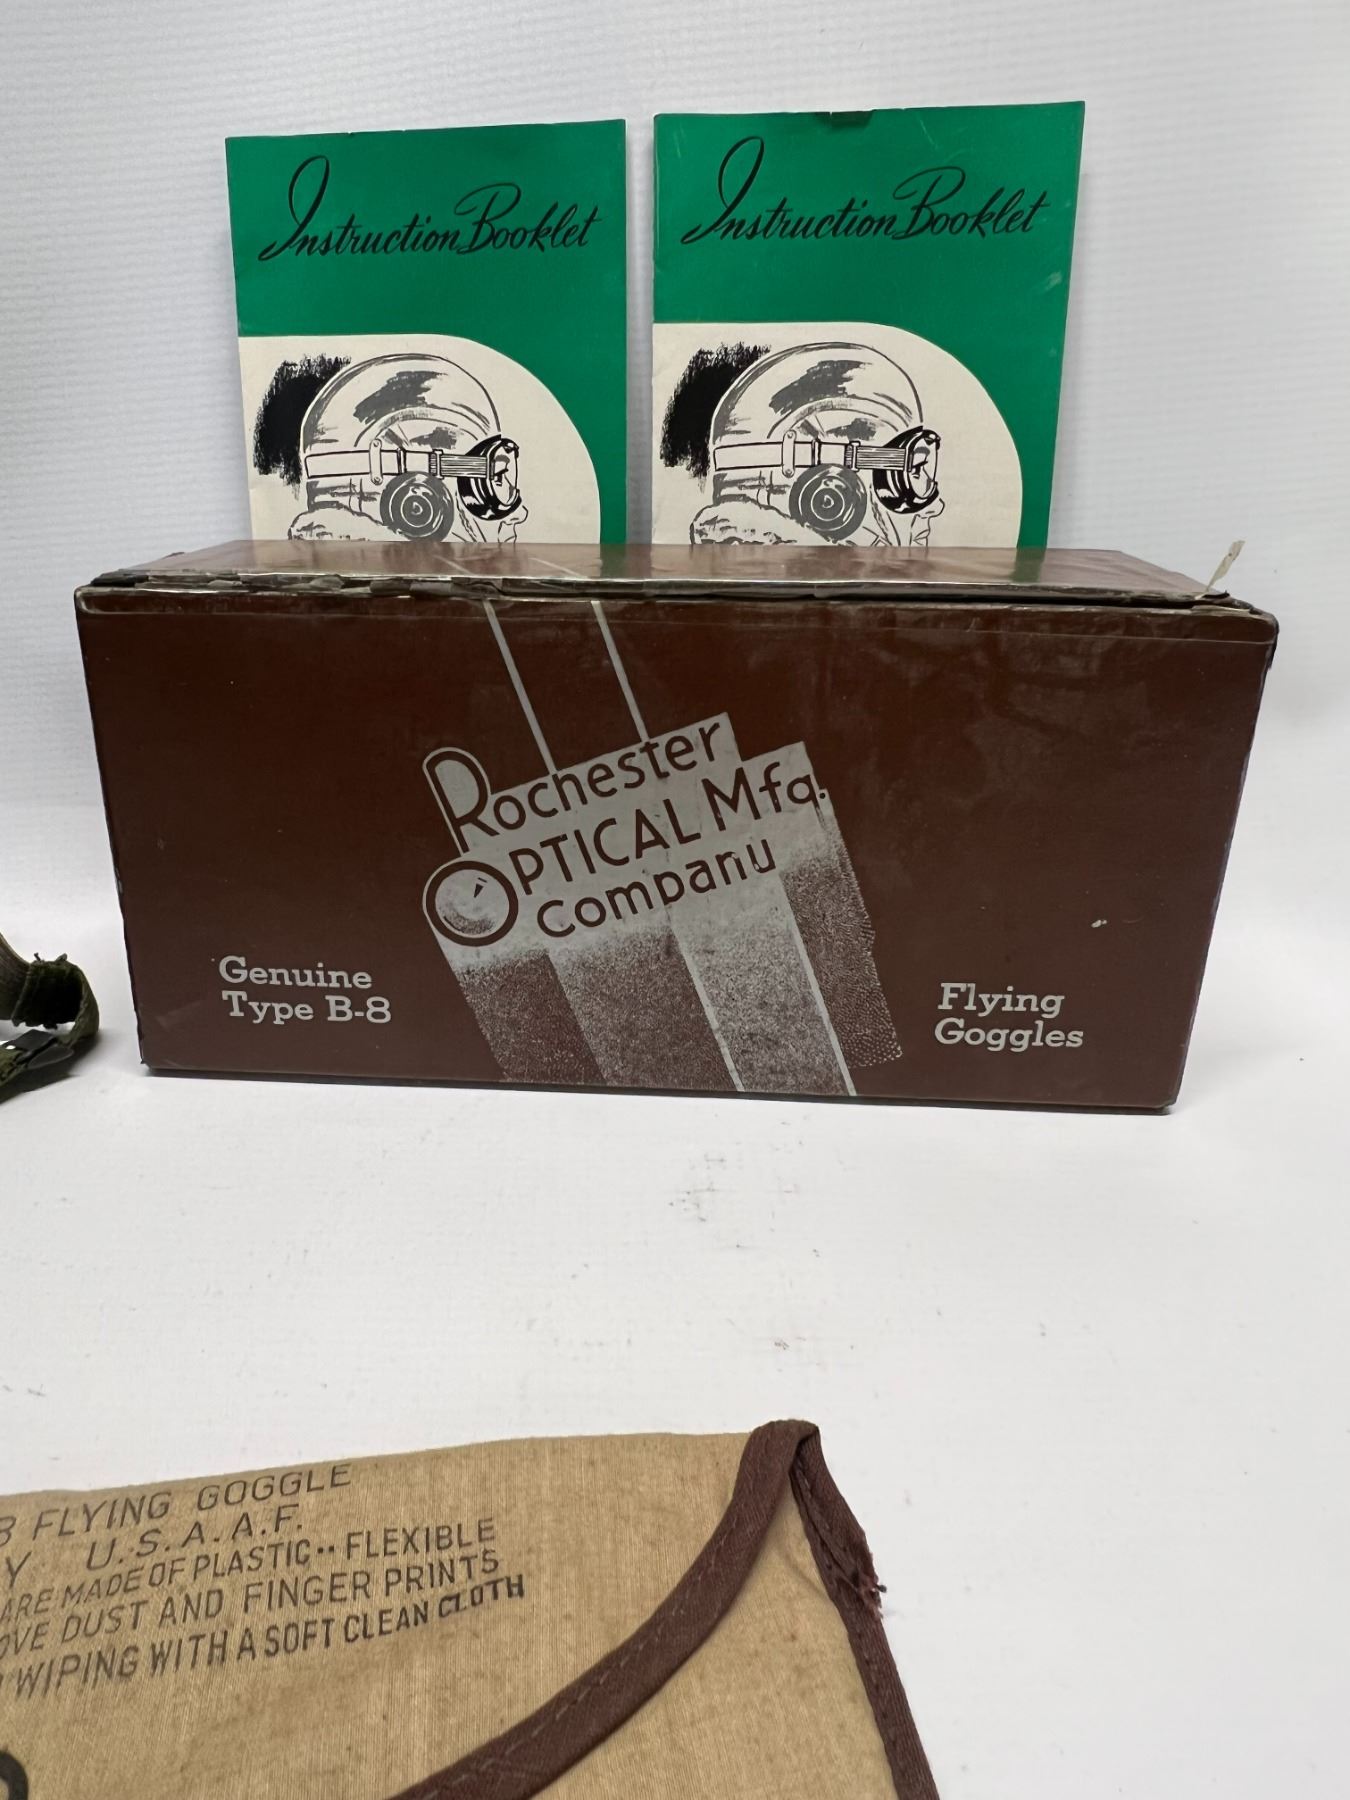 Instruction Booklet
Instruction Booklet
Rochester
OPTICAL Mfg.
Company
Genuine
Type B-8
Flying
Goggles
FLYING GOGGLE
U.S.A.A.F.
ARE MADE OF PLASTIC·· FLEXIBLE
DUST AND FINGER PRINTS
WIPING WITH A SOFT CLEAN CLOTH